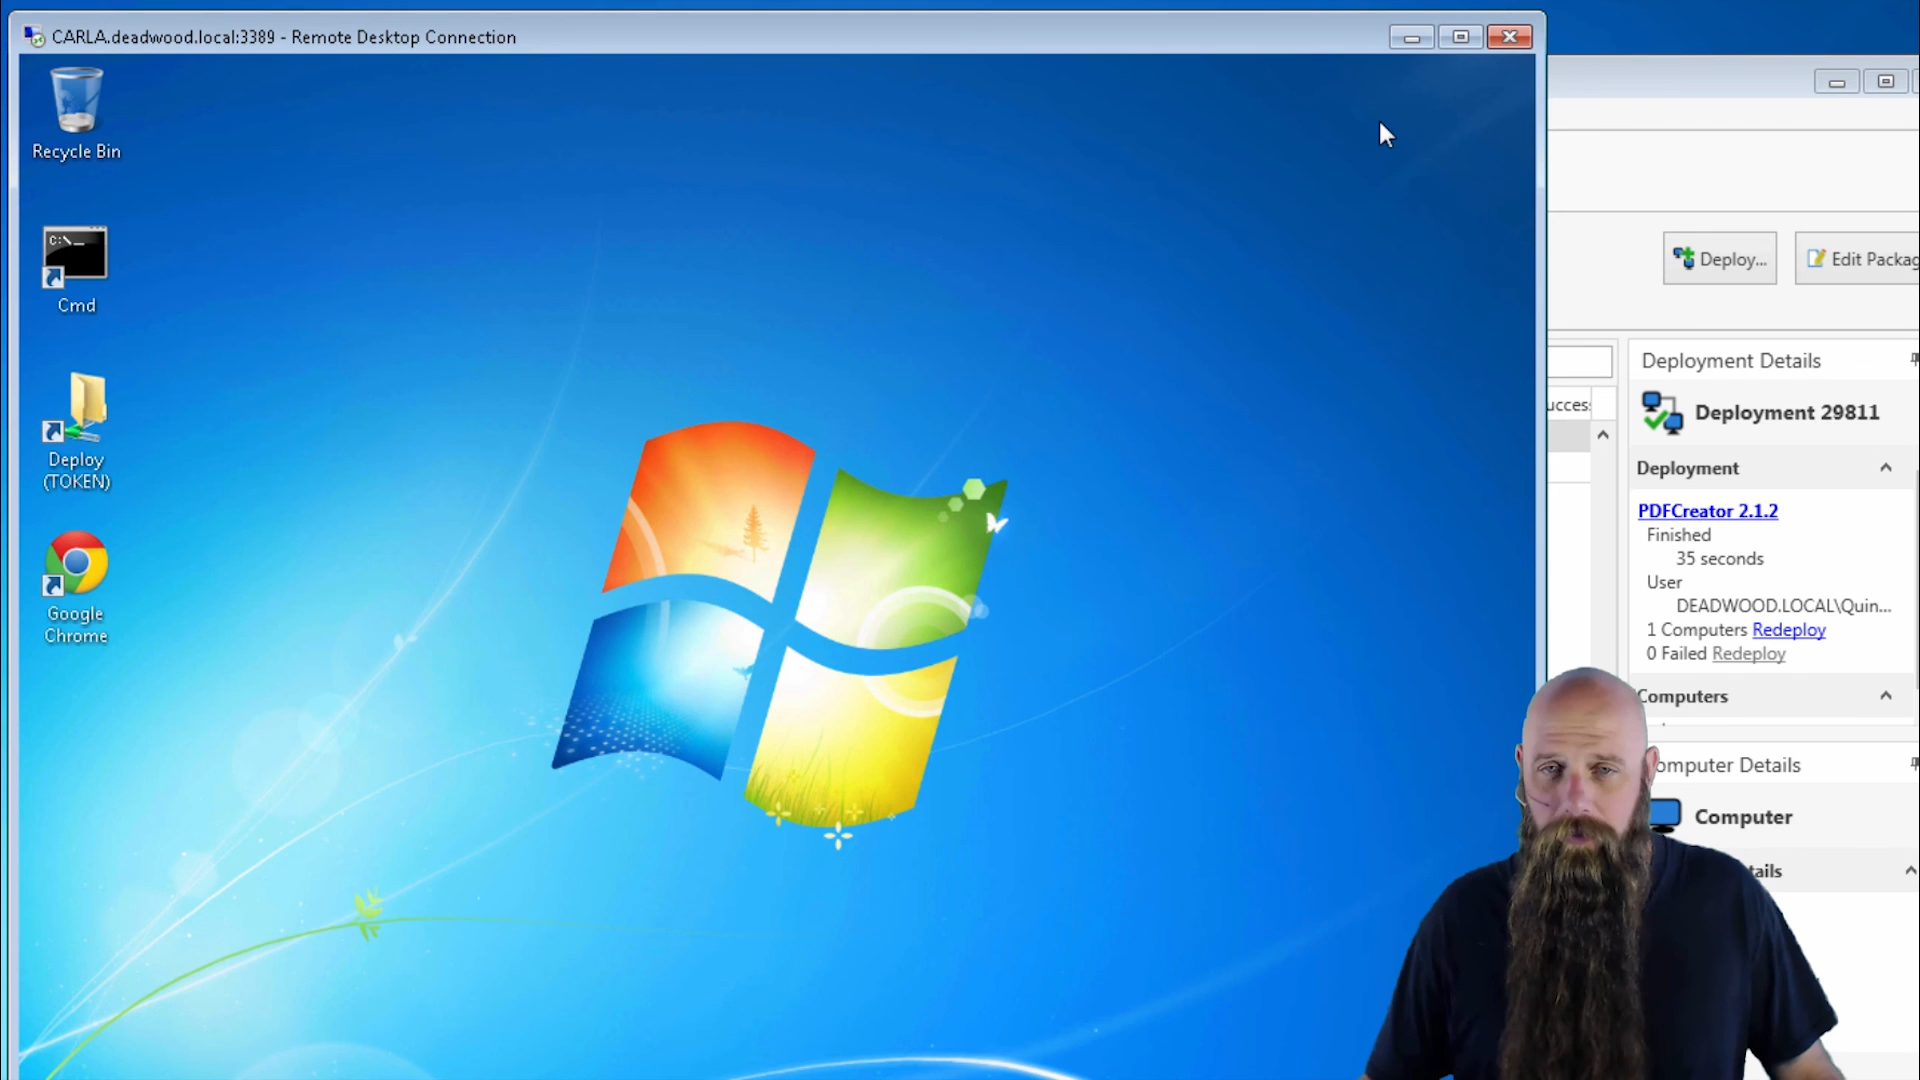 CARLA.deadwood.local:3389 - Remote Desktop Connection
Recycle Bin
C:\_
Cmd
Deploy
(TOKEN)
Google
Chrome
Deploy...
Edit Packag
Deployment Details
uccess
Deployment 29811
Deployment
PDFCreator 2.1.2
Finished
35 seconds
User
DEADWOOD.LOCAL\Quin...
1 Computers Redeploy
0 Failed Redeploy
Computers
omputer Details
Computer
tails